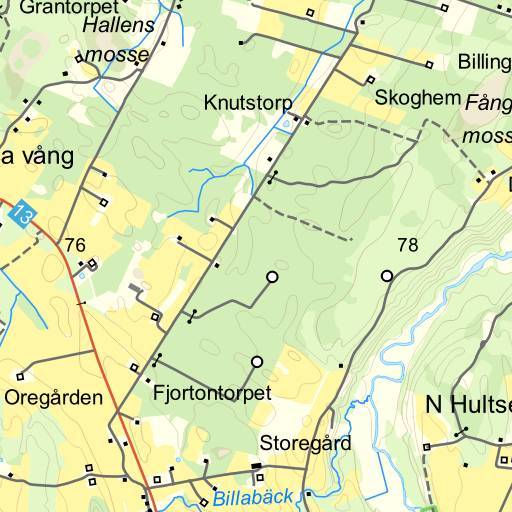 Grantorpet
Hallens
mosse
Billing
Knutstorp
Skoghem
Fång
moss
a vång
13
76
78
Oregården
Fjortontorpet
N Hultse
Storegård
Billabäck